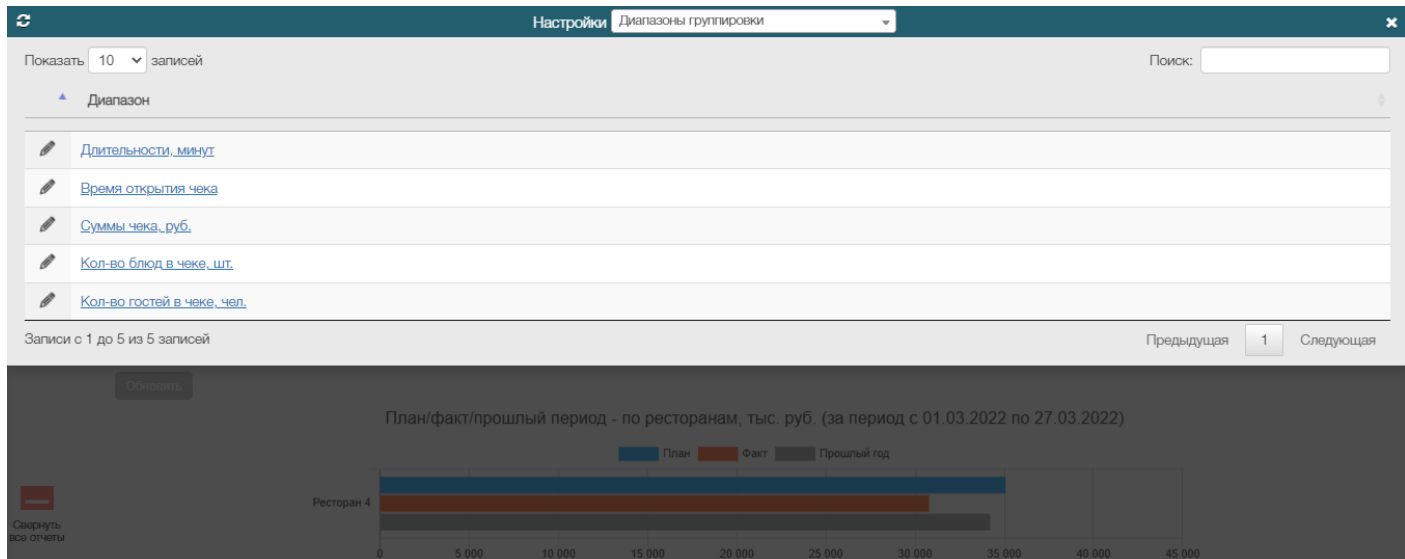 Настройки Диапазоны группировки
Показать 10 записей Поиск:
Диапазон
Длительности, минут
Время открытия чека
Суммы чека, руб.
Кол-во блюд в чеке, шт.
Кол-во гостей в чеке, чел.
Записи с 1 до 5 из 5 записей Предыдущая 1 Следующая
Обновить
План/факт/прошлый период - по ресторанам, тыс. руб. (за период с 01.03.2022 по 27.03.2022)
План Факт Прошлый год
Ресторан 4
Свернуть
все отчеты
0 5 000 10 000 15 000 20 000 25 000 30 000 35 000 40 000 45 000